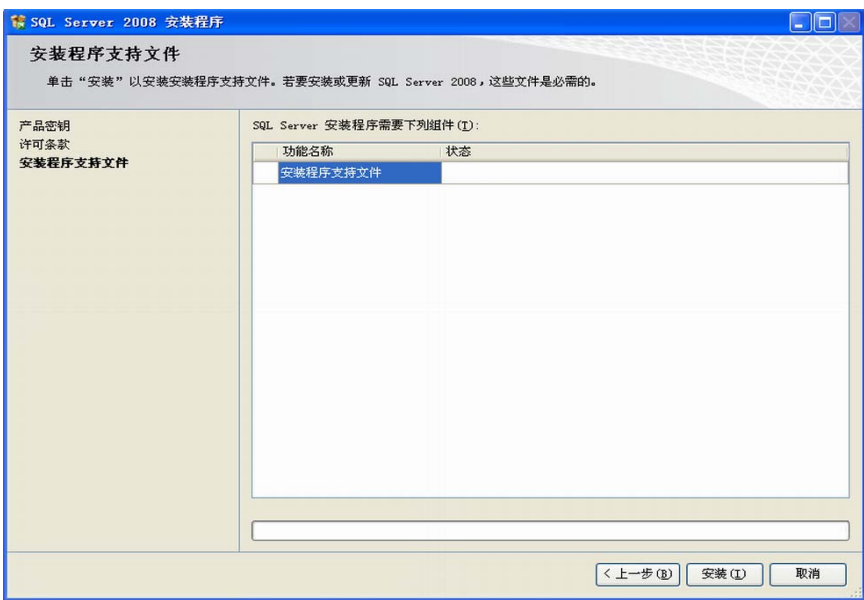 SQL Server 2008 安装程序
安装程序支持文件
单击“安装”以安装安装程序支持文件。若要安装或更新 SQL Server 2008，这些文件是必需的。
产品密钥
许可条款
安装程序支持文件
SQL Server 安装程序需要下列组件(I):
功能名称 状态
安装程序支持文件
< 上一步(B) 安装(I) 取消